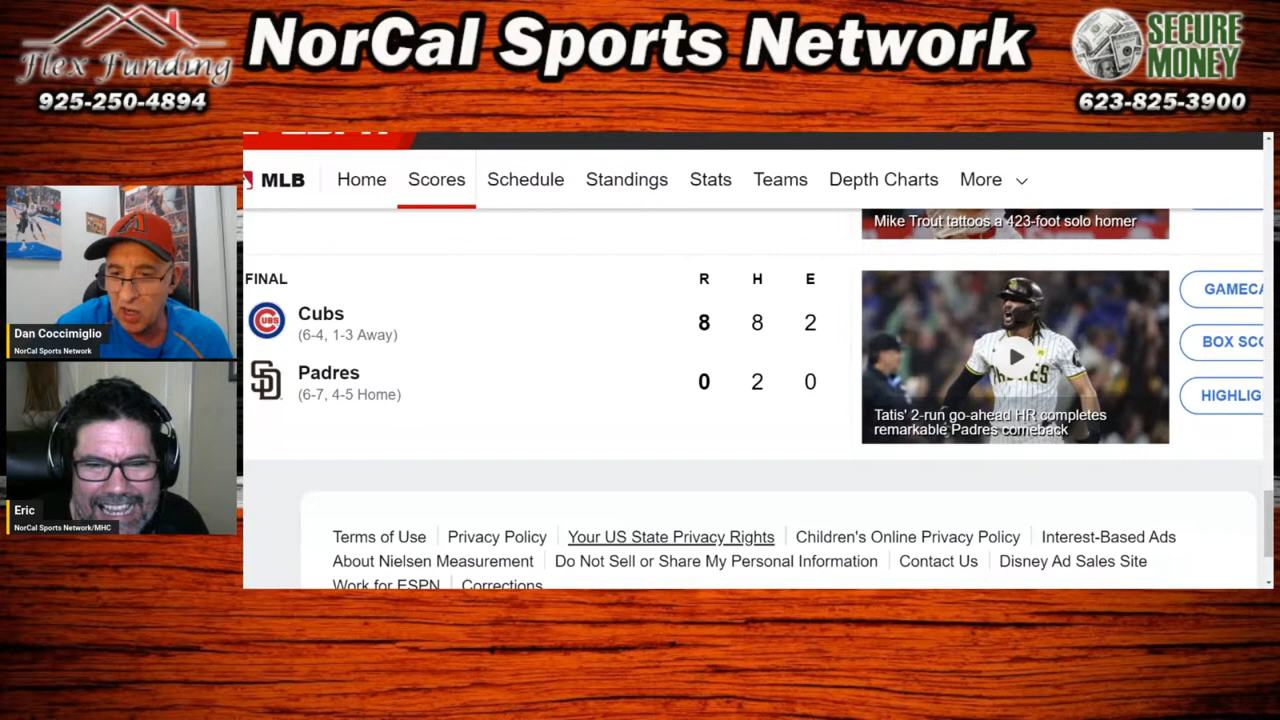 NorCal Sports Network
Flex Funding
925-250-4894
SECURE
MONEY
623-825-3900
MLB
Home
Scores
Schedule
Standings
Stats
Teams
Depth Charts
More
Mike Trout tattoos a 423-foot solo homer
FINAL
R H E
Cubs
8 8 2
(6-4, 1-3 Away)
Padres
0 2 0
(6-7, 4-5 Home)
CUBS
SD
PADRES
Tatis' 2-run go-ahead HR completes
remarkable Padres comeback
GAMECA
BOX SCO
HIGHLIG
Dan Coccimiglio
NorCal Sports Network
Eric
NorCal Sports Network/MHC
Terms of Use
Privacy Policy
Your US State Privacy Rights
Children's Online Privacy Policy
Interest-Based Ads
About Nielsen Measurement
Do Not Sell or Share My Personal Information
Contact Us
Disney Ad Sales Site
Work for ESPN
Corrections